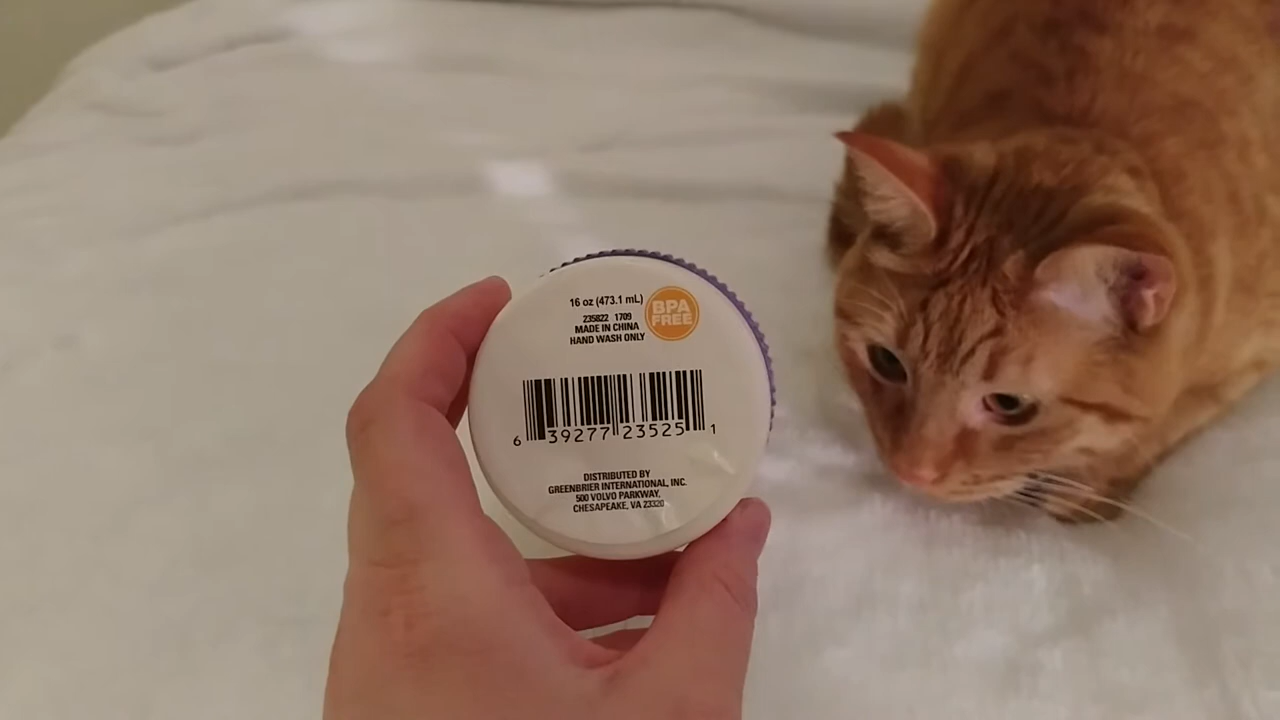 16 oz (473.1 mL)
BPA
FREE
235822 1709
MADE IN CHINA
HAND WASH ONLY
6 39277 23525 1
DISTRIBUTED BY
GREENBRIER INTERNATIONAL, INC.
500 VOLVO PARKWAY,
CHESAPEAKE, VA 23320